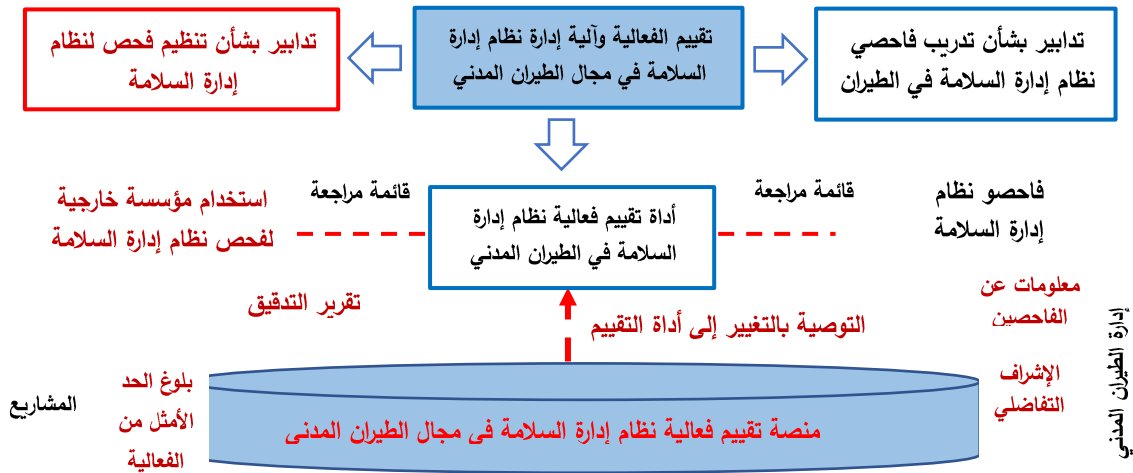 تدابير بشأن تدريب فاحصي
نظام إدارة السلامة في الطيران
تقييم الفعالية وآلية إدارة نظام إدارة
السلامة في مجال الطيران المدني
تدابير بشأن تنظيم فحص لنظام
إدارة السلامة
فاحصو نظام
إدارة السلامة
قائمة مراجعة
أداة تقييم فعالية نظام إدارة
السلامة في الطيران المدني
قائمة مراجعة
استخدام مؤسسة خارجية
لفحص نظام إدارة السلامة
معلومات عن
الفاحصين
التوصية بالتغيير إلى أداة التقييم
تقرير التدقيق
إدارة الطيران المدني
الإشراف
التفاضلي
منصة تقييم فعالية نظام إدارة السلامة في مجال الطيران المدني
بلوغ الحد
الأمثل من
الفعالية
المشاريع